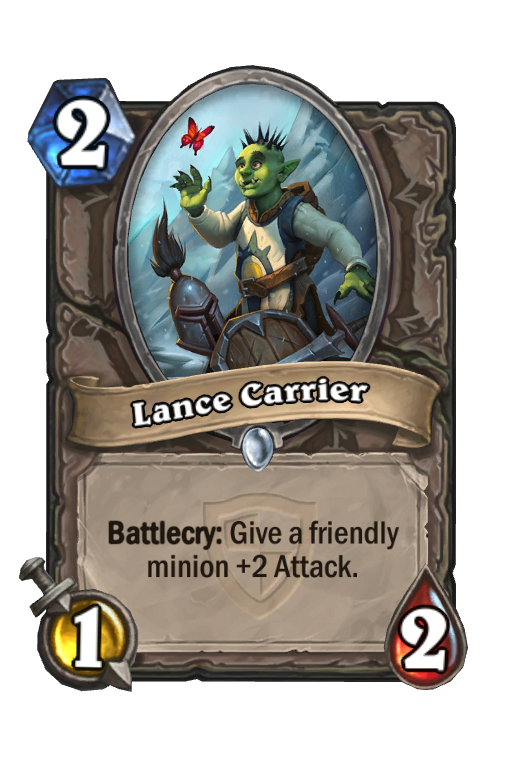 2
Lance Carrier
Battlecry: Give a friendly
minion +2 Attack.
1
2